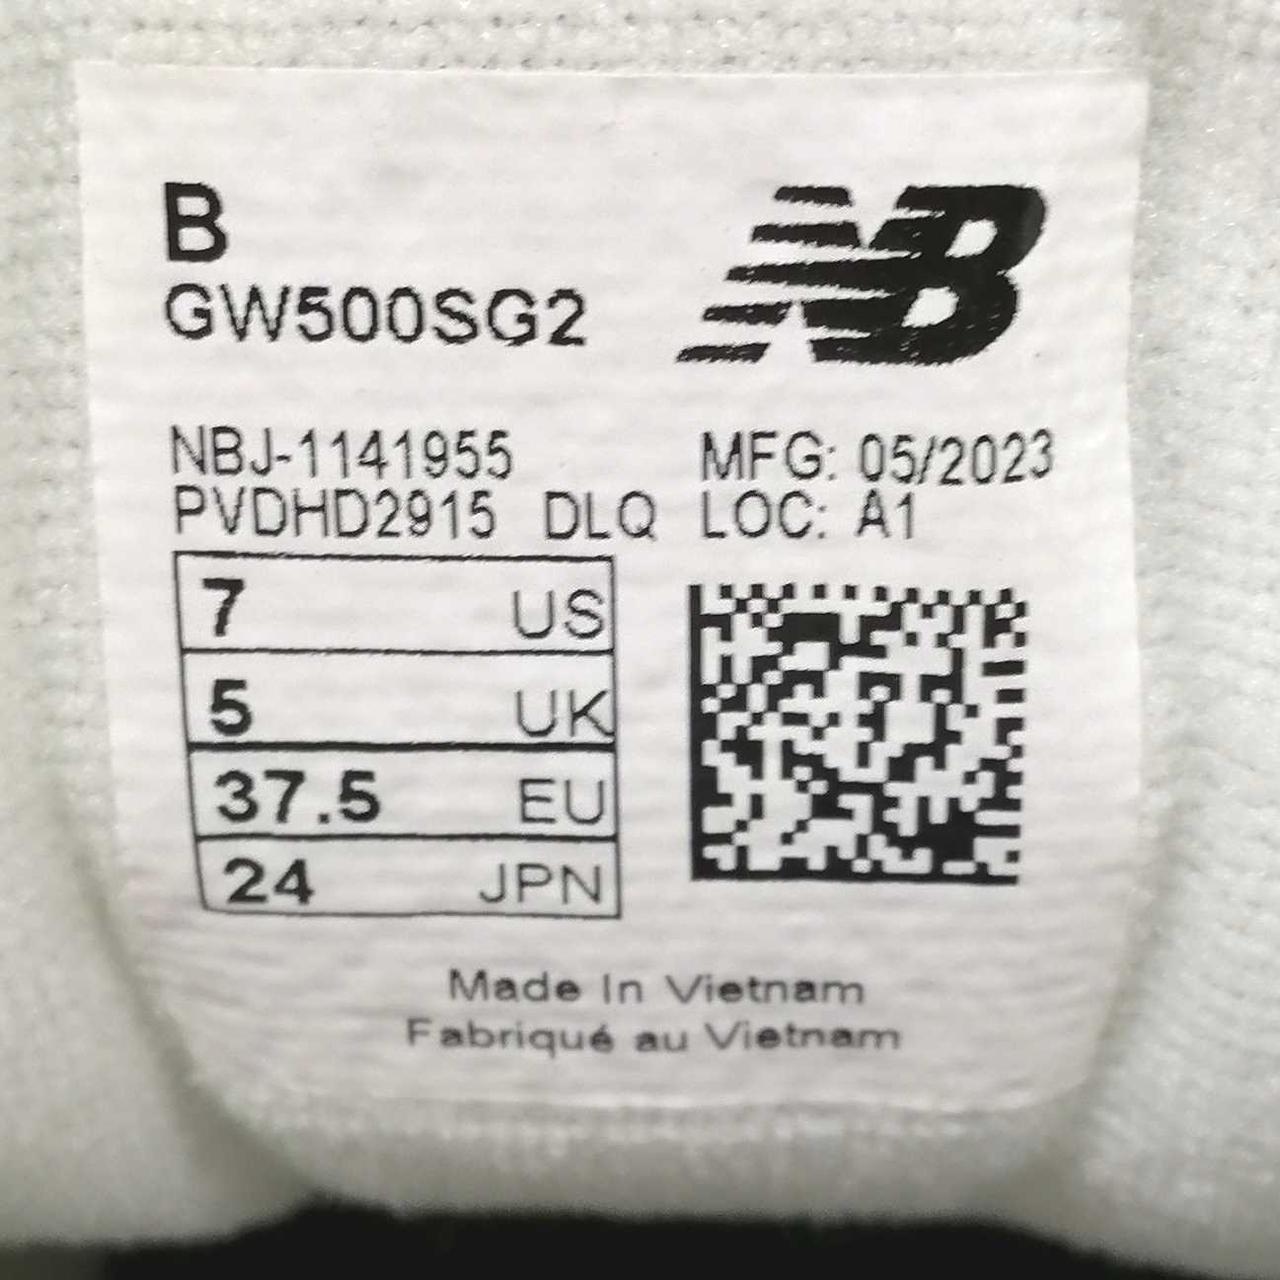 B
GW500SG2
NB
NBJ-1141955 MFG: 05/2023
PVDHD2915 DLQ LOC: A1
7 US
5 UK
37.5 EU
24 JPN
Made In Vietnam
Fabriqué au Vietnam